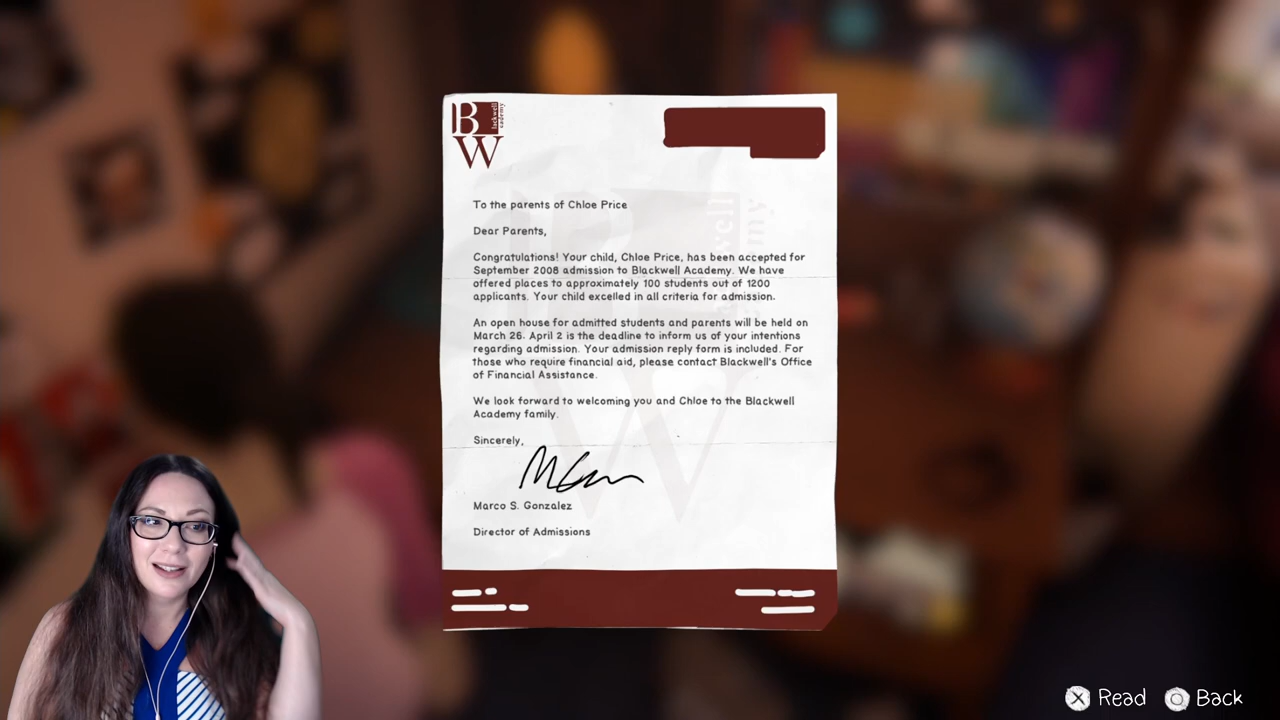 B
lackwell
cademy
W
To the parents of Chloe Price
Dear Parents,
Congratulations! Your child, Chloe Price, has been accepted for
September 2008 admission to Blackwell Academy. We have
offered places to approximately 100 students out of 1200
applicants. Your child excelled in all criteria for admission.
An open house for admitted students and parents will be held on
March 26. April 2 is the deadline to inform us of your intentions
regarding admission. Your admission reply form is included. For
those who require financial aid, please contact Blackwell's Office
of Financial Assistance.
We look forward to welcoming you and Chloe to the Blackwell
Academy family.
Sincerely,
Marco S. Gonzalez
Director of Admissions
Read Back